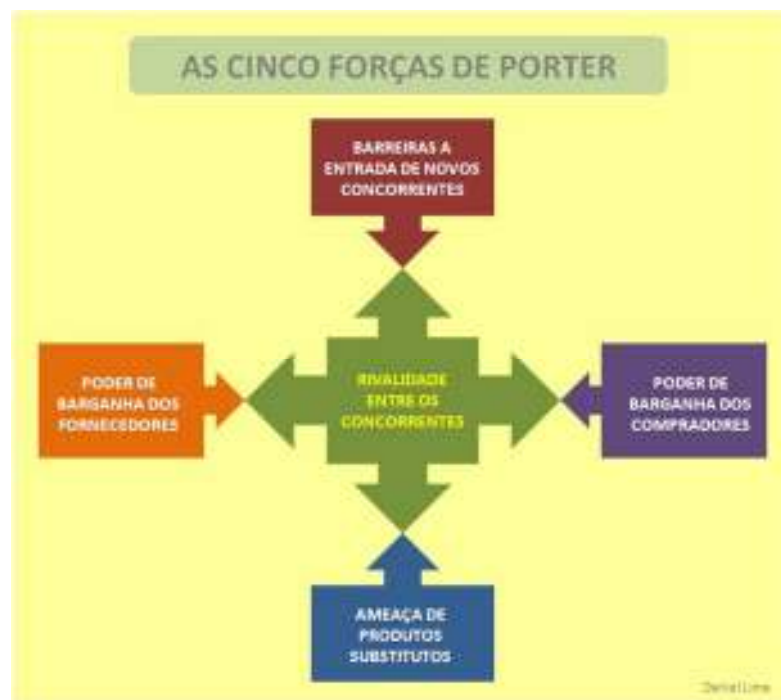 AS CINCO FORÇAS DE PORTER
BARREIRAS A
ENTRADA DE NOVOS
CONCORRENTES
PODER DE
BARGANHA DOS
FORNECEDORES
RIVALIDADE
ENTRE OS
CONCORRENTES
PODER DE
BARGANHA DOS
COMPRADORES
AMEAÇA DE
PRODUTOS
SUBSTITUTOS